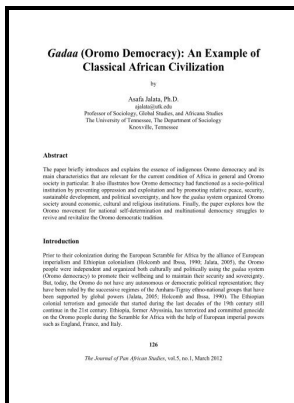 Gadaa (Oromo Democracy): An Example of
Classical African Civilization
by
Asafa Jalata, Ph.D.
ajalata@utk.edu
Professor of Sociology, Global Studies, and Africana Studies
The University of Tennessee, The Department of Sociology
Knoxville, Tennessee
Abstract
The paper briefly introduces and explains the essence of indigenous Oromo democracy and its
main characteristics that are relevant for the current condition of Africa in general and Oromo
society in particular. It also illustrates how Oromo democracy had functioned as a socio-political
institution by preventing oppression and exploitation and by promoting relative peace, security,
sustainable development, and political sovereignty, and how the gadaa system organized Oromo
society around economic, cultural and religious institutions. Finally, the paper explores how the
Oromo movement for national self-determination and multinational democracy struggles to
revive and revitalize the Oromo democratic tradition.
Introduction
Prior to their colonization during the European Scramble for Africa by the alliance of European
imperialism and Ethiopian colonialism (Holcomb and Ibssa, 1990; Jalata, 2005), the Oromo
people were independent and organized both culturally and politically using the gadaa system
(Oromo democracy) to promote their wellbeing and to maintain their security and sovereignty.
But, today, the Oromo do not have any autonomous or democratic political representation; they
have been ruled by the successive regimes of the Amhara-Tigray ethno-national groups that have
been supported by global powers (Jalata, 2005; Holcomb and Ibssa, 1990). The Ethiopian
colonial terrorism and genocide that started during the last decades of the 19th century still
continue in the 21st century. Ethiopia, former Abyssinia, has terrorized and committed genocide
on the Oromo people during the Scramble for Africa with the help of European imperial powers
such as England, France, and Italy.
126
The Journal of Pan African Studies, vol.5, no.1, March 2012